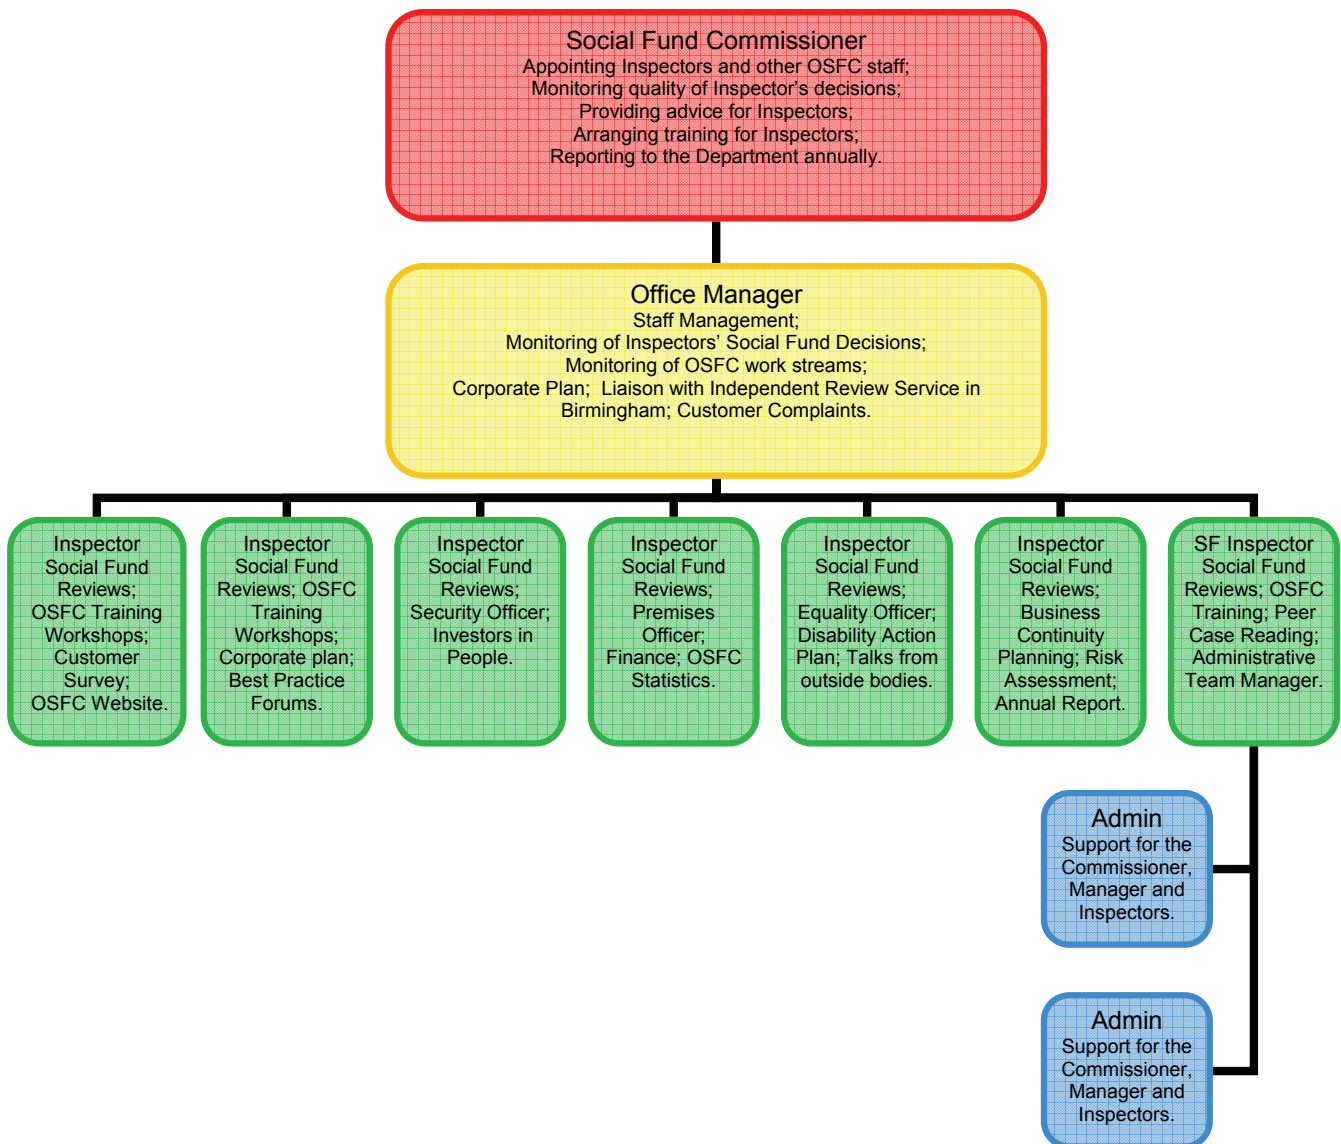 Social Fund Commissioner
Appointing Inspectors and other OSFC staff;
Monitoring quality of Inspector’s decisions;
Providing advice for Inspectors;
Arranging training for Inspectors;
Reporting to the Department annually.
Office Manager
Staff Management;
Monitoring of Inspectors’ Social Fund Decisions;
Monitoring of OSFC work streams;
Corporate Plan;  Liaison with Independent Review Service in
Birmingham; Customer Complaints.
Inspector
Social Fund
Reviews;
OSFC Training
Workshops;
Customer
Survey;
OSFC Website.
Inspector
Social Fund
Reviews; OSFC
Training
Workshops;
Corporate plan;
Best Practice
Forums.
Inspector
Social Fund
Reviews;
Security Officer;
Investors in
People.
Inspector
Social Fund
Reviews;
Premises
Officer;
Finance; OSFC
Statistics.
Inspector
Social Fund
Reviews;
Equality Officer;
Disability Action
Plan; Talks from
outside bodies.
Inspector
Social Fund
Reviews;
Business
Continuity
Planning; Risk
Assessment;
Annual Report.
SF Inspector
Social Fund
Reviews; OSFC
Training; Peer
Case Reading;
Administrative
Team Manager.
Admin
Support for the
Commissioner,
Manager and
Inspectors.
Admin
Support for the
Commissioner,
Manager and
Inspectors.